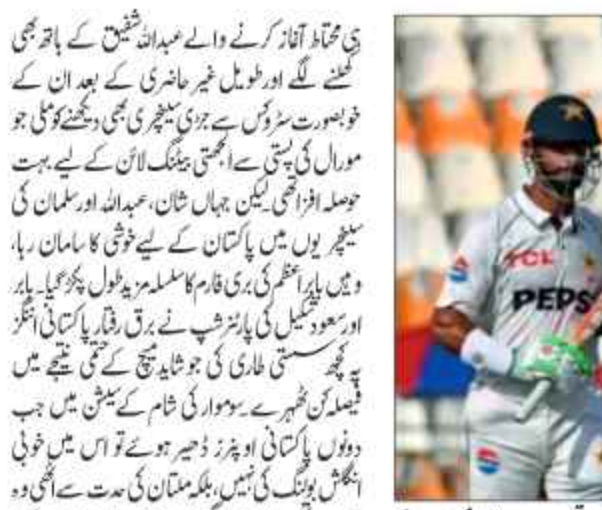 ہی محتاط آغاز کرنے والے عبداللہ شفیق کے ہاتھ بھی
کھلنے لگے اور طویل غیر حاضری کے بعد ان کے
خوبصورت سٹروکس سے جڑی سینچری بھی دیکھنے کو ملی جو
مورال کی پستی سے الجھتی بیٹنگ لائن کے لیے بہت
حوصلہ افزا تھی۔ لیکن جہاں شان، عبداللہ اور سلمان کی
سینچریوں میں پاکستان کے لیے خوشی کا سامان رہا،
وہیں بابر اعظم کی بری فارم کا سلسلہ مزید طول پکڑ گیا۔ بابر
اور سعود شکیل کی پارٹنرشپ نے برق رفتار پاکستانی اننگز
پہ کچھ سستی طاری کی جو شاید میچ کے حتمی نتیجے میں
فیصلہ کن ٹھہرے۔ سوموار کی شام کے سیشن میں جب
دونوں پاکستانی اوپنرز ڈھیر ہوئے تو اس میں خوبی
انگلش بولنگ کی نہیں، بلکہ ملتان کی حدت سے اٹھی وہ
TCL
PEPS